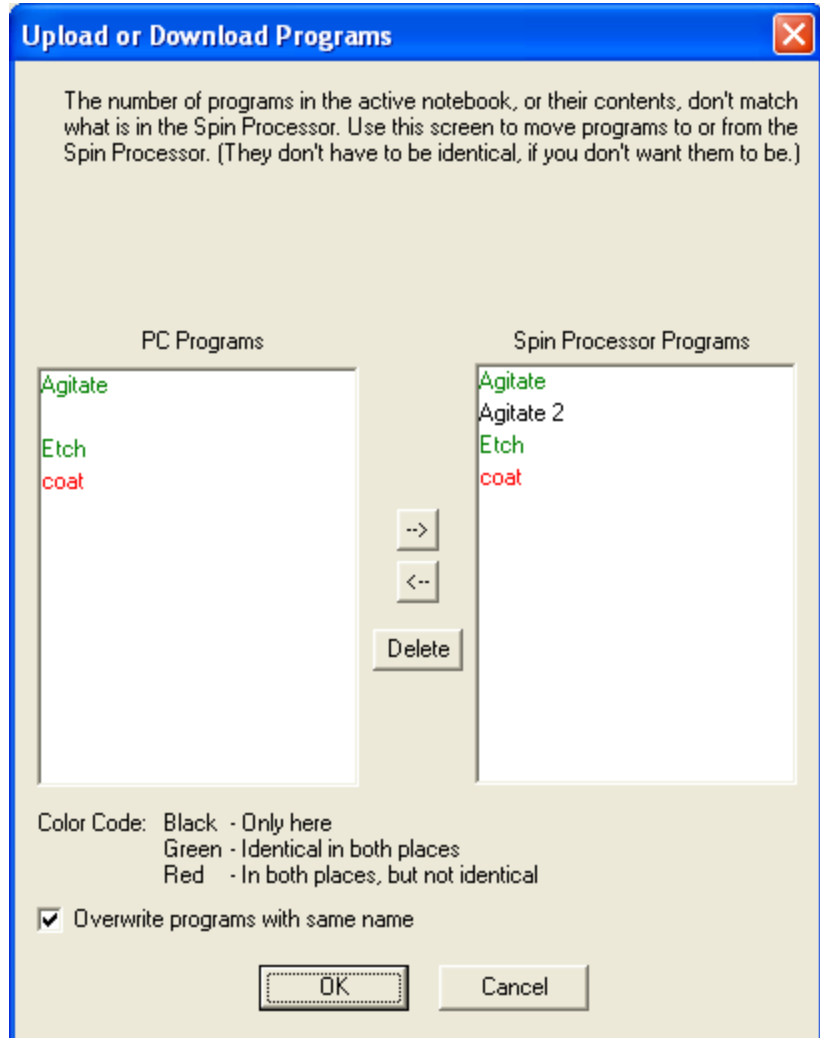 Upload or Download Programs
The number of programs in the active notebook, or their contents, don't match
what is in the Spin Processor. Use this screen to move programs to or from the
Spin Processor. (They don't have to be identical, if you don't want them to be.)
PC Programs
Agitate
Etch
coat
-->
<--
Delete
Spin Processor Programs
Agitate
Agitate 2
Etch
coat
Color Code: Black - Only here
Green - Identical in both places
Red - In both places, but not identical
Overwrite programs with same name
OK
Cancel